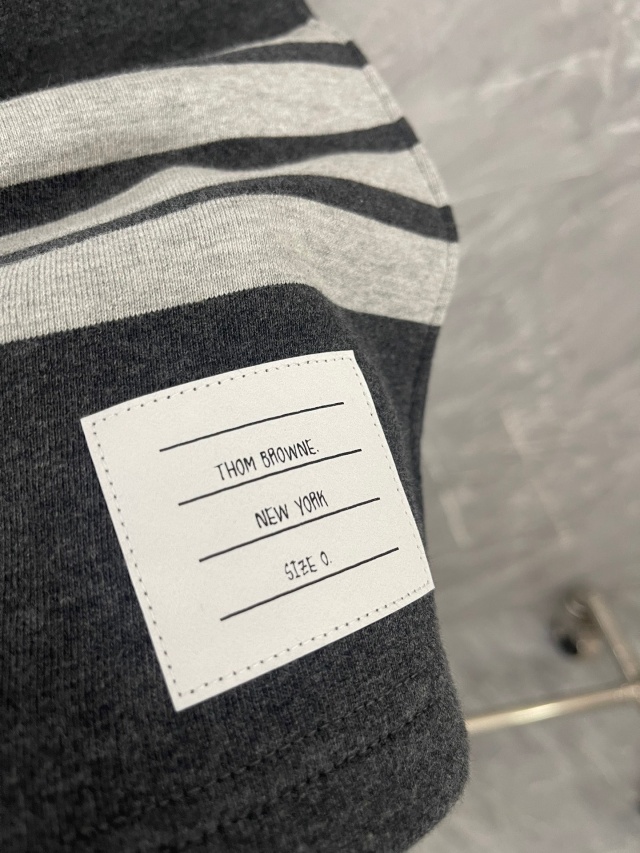 THOM BROWNE.
NEW YORK
SIZE 0.